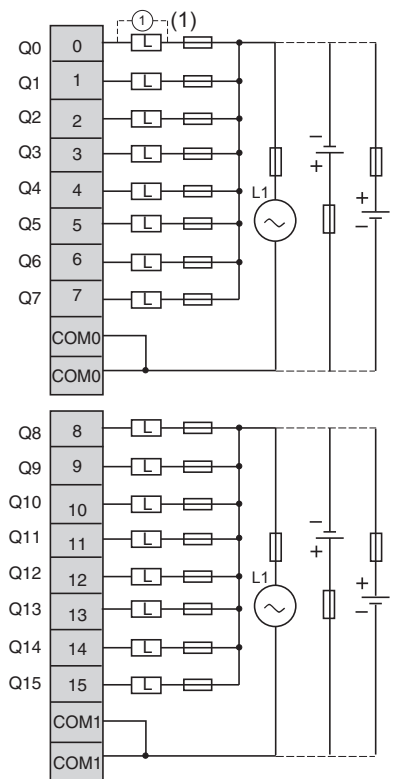 ① (1)
Q0 0 L
Q1 1 L
Q2 2 L
Q3 3 L
Q4 4 L L1
Q5 5 L
Q6 6 L
Q7 7 L
COM0
COM0
Q8 8 L
Q9 9 L
Q10 10 L
Q11 11 L
Q12 12 L L1
Q13 13 L
Q14 14 L
Q15 15 L
COM1
COM1